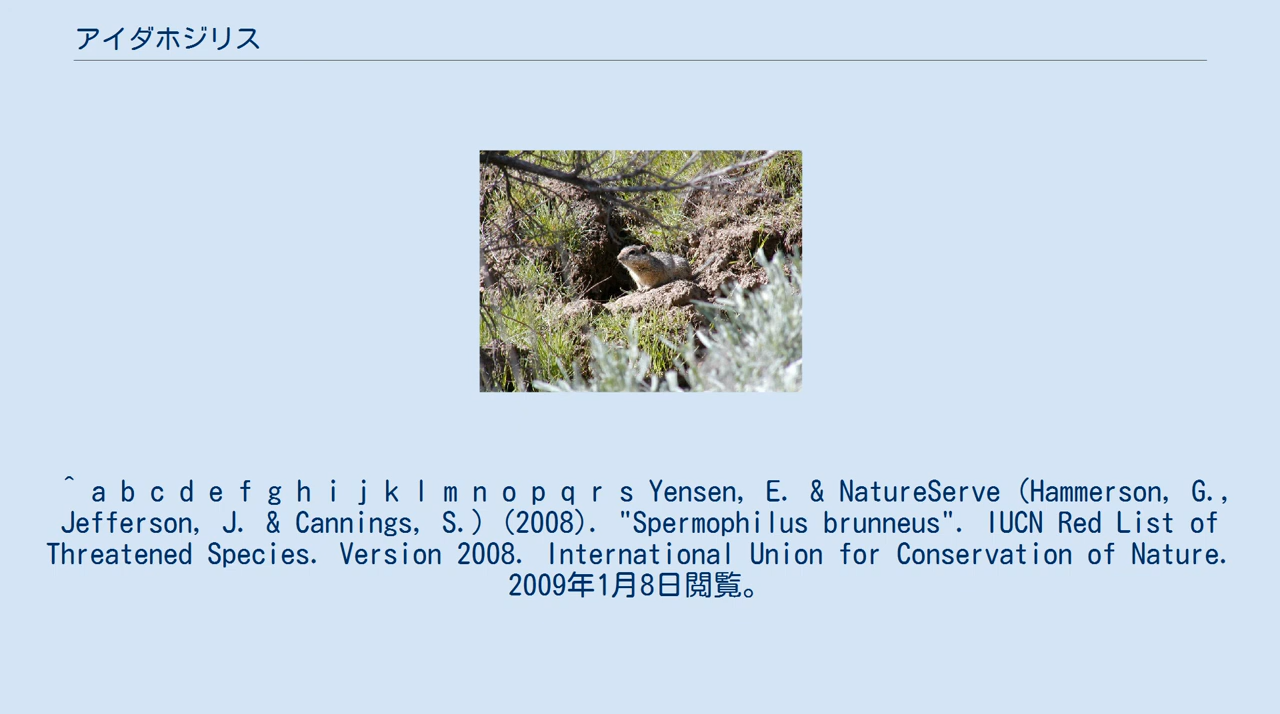 アイダホジリス
^ a b c d e f g h i j k l m n o p q r s Yensen, E. & NatureServe (Hammerson, G.,
Jefferson, J. & Cannings, S.) (2008). "Spermophilus brunneus". IUCN Red List of
Threatened Species. Version 2008. International Union for Conservation of Nature.
2009年1月8日閲覧。